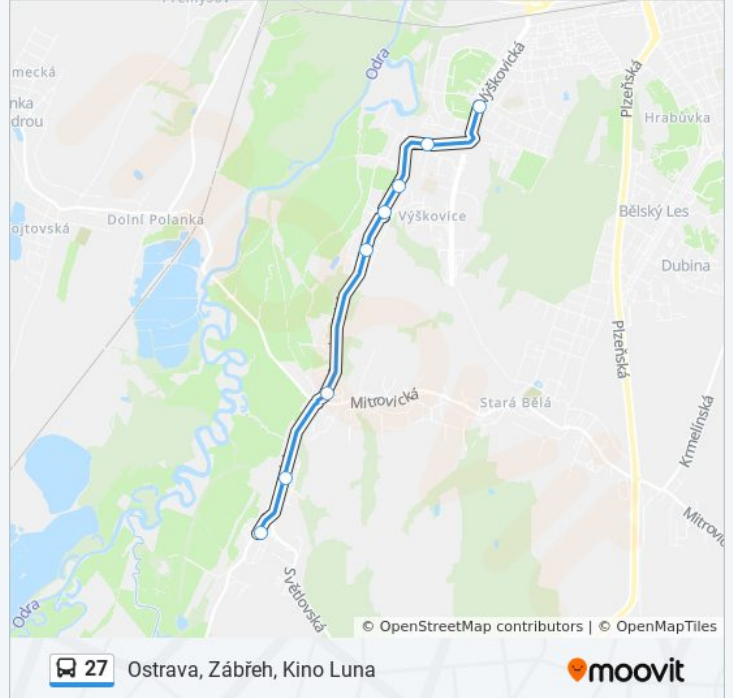 Přemyšov
Odra
Výškovická
Plzeňská
mecká
nka
drou
Hrabůvka
Dolní Polanka
Výškovice
Bělský Les
ojtovská
Dubina
Plzeňská
Mitrovická
Stará Bělá
Krmelínská
Mitrovic
Světlovská
Odra
© OpenStreetMap contributors | © OpenMapTiles
27 Ostrava, Zábřeh, Kino Luna
moovit